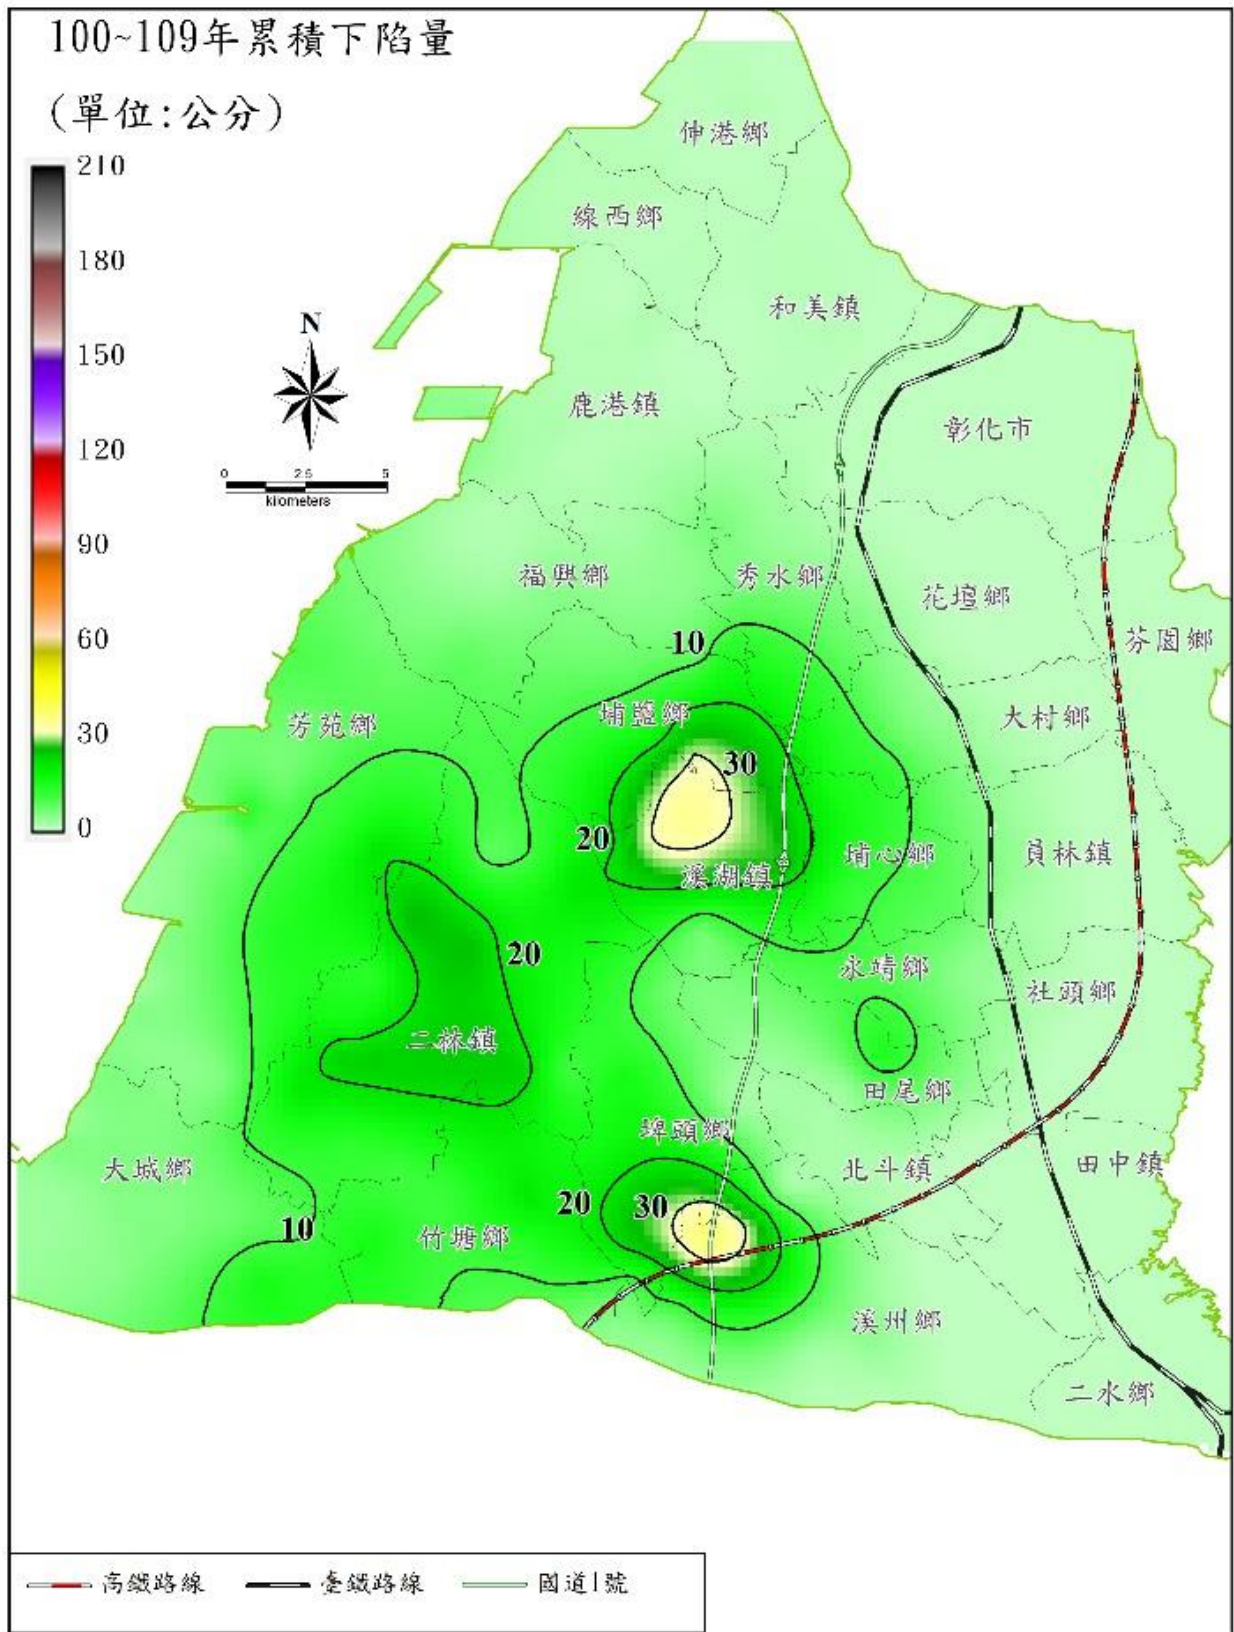 100~109年累積下陷量
(單位:公分)
210
180
150
120
90
60
30
0
N
0 2.5 5
kilometers
伸港鄉
線西鄉
和美鎮
鹿港鎮
彰化市
福興鄉
秀水鄉
花壇鄉
芬園鄉
10
芳苑鄉
埔鹽鄉
大村鄉
30
20
溪湖鎮
埔心鄉
員林鎮
20
永靖鄉
社頭鄉
二林鎮
田尾鄉
埤頭鄉
大城鄉
北斗鎮
田中鎮
20
30
10
竹塘鄉
溪州鄉
二水鄉
高鐵路線 臺鐵路線 國道1號